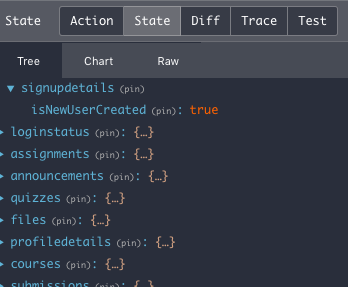 State Action State Diff Trace Test
Tree Chart Raw
▼ signupdetails (pin)
isNewUserCreated (pin): true
▶ loginstatus (pin): {…}
▶ assignments (pin): {…}
▶ announcements (pin): {…}
▶ quizzes (pin): {…}
▶ files (pin): {…}
▶ profiledetails (pin): {…}
▶ courses (pin): {…}
▶ submissions (pin): {…}